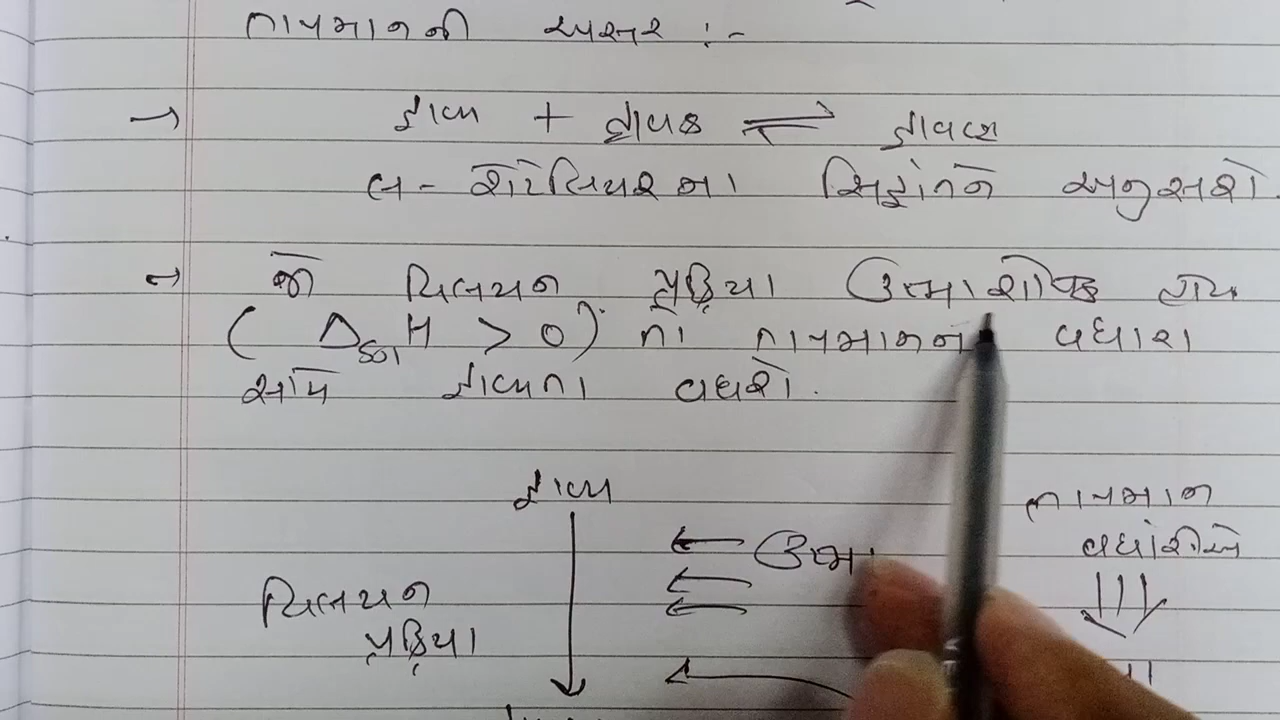 તાપમાનની અસર :-
→ દ્રાવ્ય + દ્રાવક ⇌ દ્રાવણ
લ - શૅટેલિયરના સિદ્ધાંતને અનુસરશે.
→ જો વિલયન પ્રક્રિયા ઉષ્માશોષક હોય
( Δsol H > 0 ) તો તાપમાનના વધારા
સાથે દ્રાવ્યતા વધશે.
દ્રાવ્ય
તાપમાન
વધારીએ
ઉષ્મા
વિલયન
પ્રક્રિયા